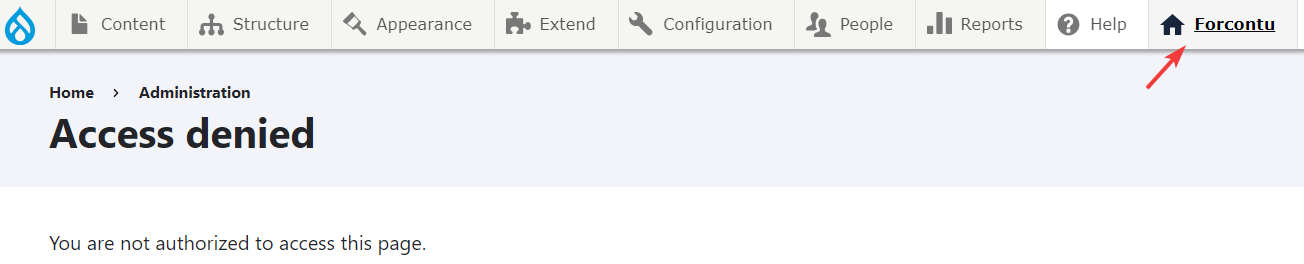 Content Structure Appearance Extend Configuration People Reports Help Forcontu
Home > Administration
Access denied
You are not authorized to access this page.